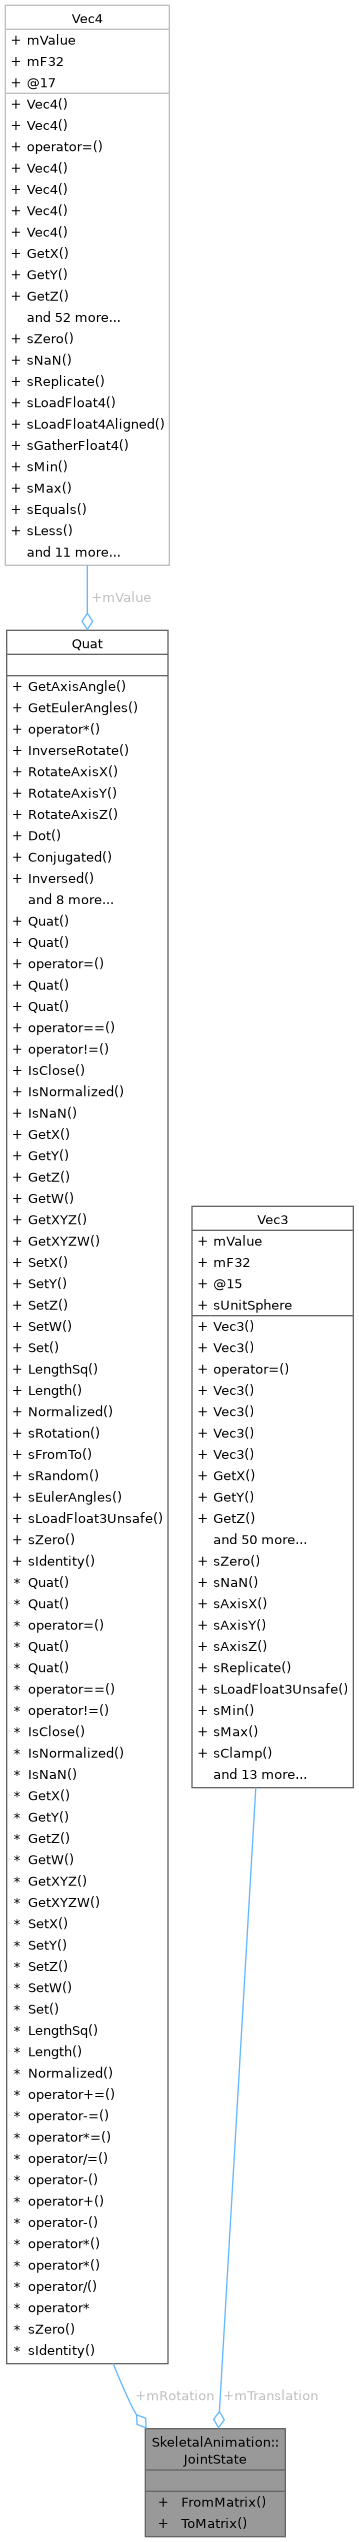 Vec4
+ mValue
+ mF32
+ @17
+ Vec4()
+ Vec4()
+ operator=()
+ Vec4()
+ Vec4()
+ Vec4()
+ Vec4()
+ GetX()
+ GetY()
+ GetZ()
and 52 more...
+ sZero()
+ sNaN()
+ sReplicate()
+ sLoadFloat4()
+ sLoadFloat4Aligned()
+ sGatherFloat4()
+ sMin()
+ sMax()
+ sEquals()
+ sLess()
and 11 more...
+mValue
Quat
+ GetAxisAngle()
+ GetEulerAngles()
+ operator*()
+ InverseRotate()
+ RotateAxisX()
+ RotateAxisY()
+ RotateAxisZ()
+ Dot()
+ Conjugated()
+ Inversed()
and 8 more...
+ Quat()
+ Quat()
+ operator=()
+ Quat()
+ Quat()
+ operator==()
+ operator!=()
+ IsClose()
+ IsNormalized()
+ IsNaN()
+ GetX()
+ GetY()
+ GetZ()
+ GetW()
+ GetXYZ()
+ GetXYZW()
+ SetX()
+ SetY()
+ SetZ()
+ SetW()
+ Set()
+ LengthSq()
+ Length()
+ Normalized()
+ sRotation()
+ sFromTo()
+ sRandom()
+ sEulerAngles()
+ sLoadFloat3Unsafe()
+ sZero()
+ sIdentity()
* Quat()
* Quat()
* operator=()
* Quat()
* Quat()
* operator==()
* operator!=()
* IsClose()
* IsNormalized()
* IsNaN()
* GetX()
* GetY()
* GetZ()
* GetW()
* GetXYZ()
* GetXYZW()
* SetX()
* SetY()
* SetZ()
* SetW()
* Set()
* LengthSq()
* Length()
* Normalized()
* operator+=()
* operator-=()
* operator*=()
* operator/=()
* operator-()
* operator+()
* operator-()
* operator*()
* operator*()
* operator/()
* operator*
* sZero()
* sIdentity()
Vec3
+ mValue
+ mF32
+ @15
+ sUnitSphere
+ Vec3()
+ Vec3()
+ operator=()
+ Vec3()
+ Vec3()
+ Vec3()
+ Vec3()
+ GetX()
+ GetY()
+ GetZ()
and 50 more...
+ sZero()
+ sNaN()
+ sAxisX()
+ sAxisY()
+ sAxisZ()
+ sReplicate()
+ sLoadFloat3Unsafe()
+ sMin()
+ sMax()
+ sClamp()
and 13 more...
+mRotation
+mTranslation
SkeletalAnimation::
JointState
+ FromMatrix()
+ ToMatrix()